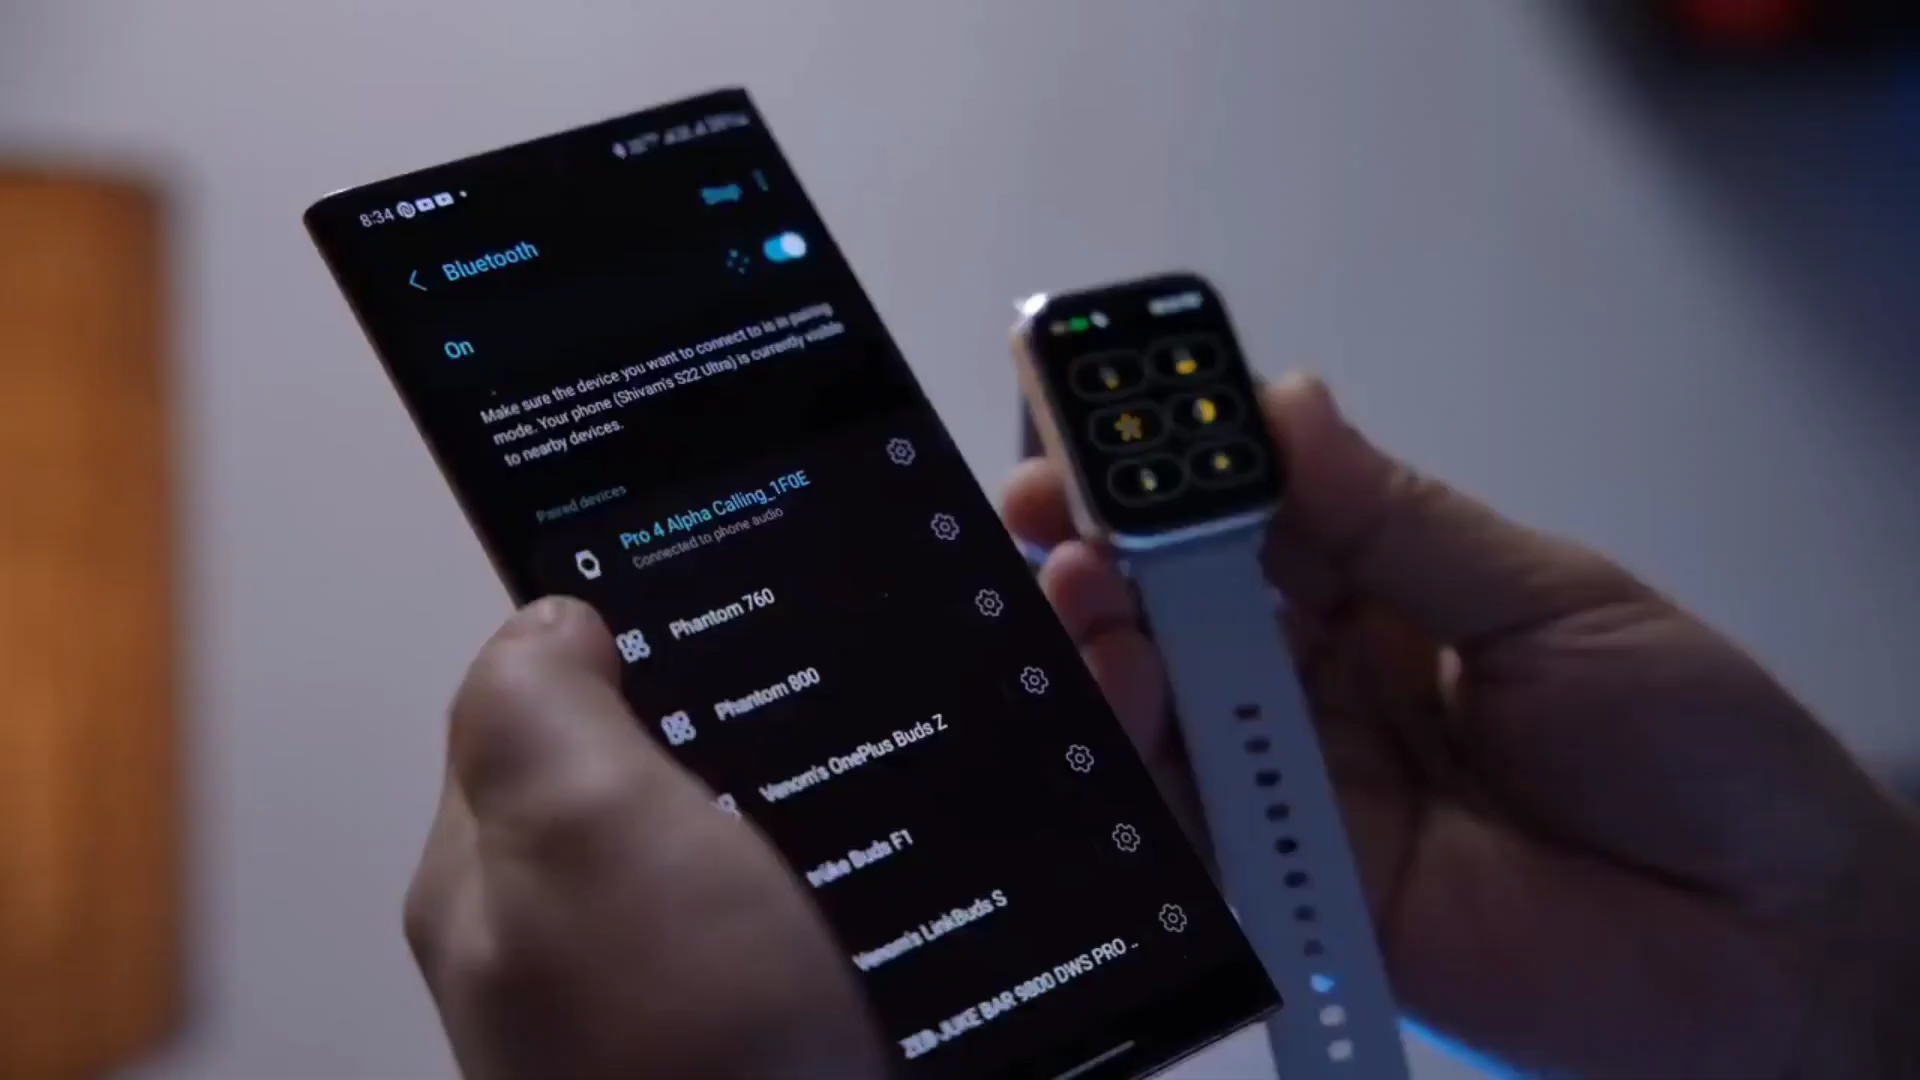 8:34
Stop
Bluetooth
On
Make sure the device you want to connect to is in pairing
mode. Your phone (Shivam's S22 Ultra) is currently visible
to nearby devices.
Paired devices
Pro 4 Alpha Calling_1F0E
Connected to phone audio
Phantom 760
Phantom 800
Venom's OnePlus Buds Z
trüke Buds F1
Venom's LinkBuds S
ZEB-JUKE BAR 9800 DWS PRO ..